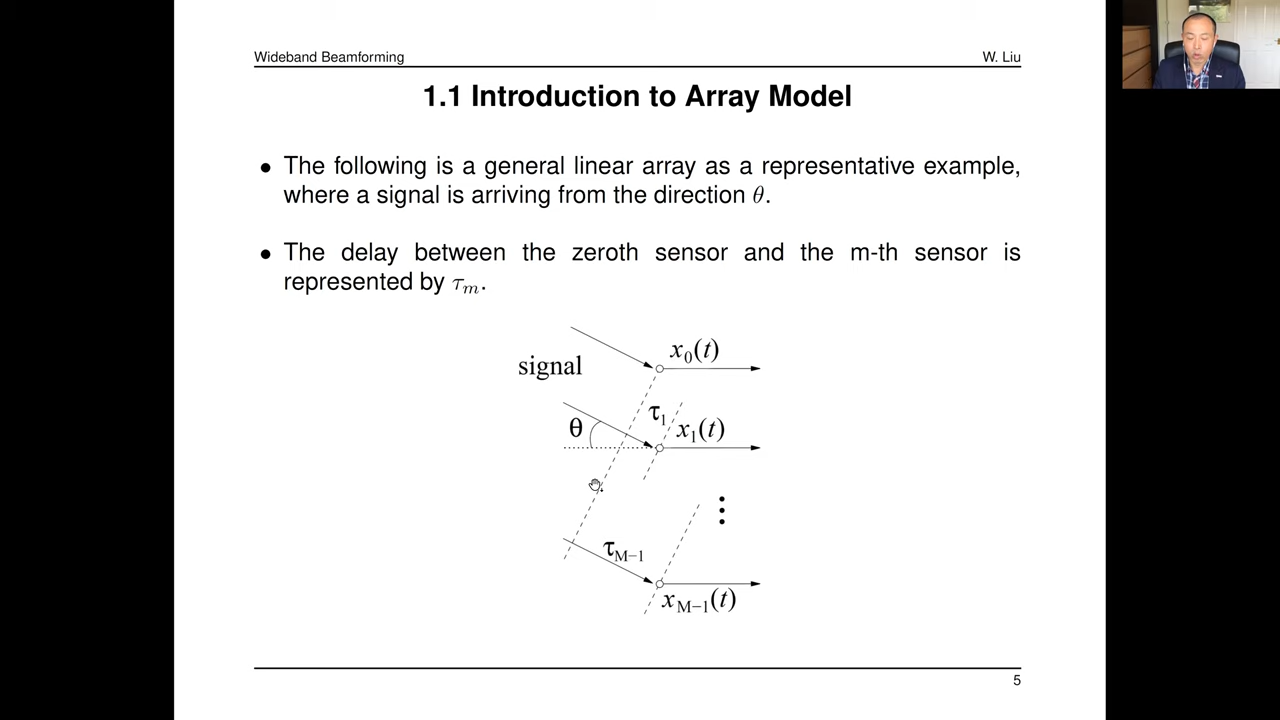 Wideband Beamforming
W. Liu
1.1 Introduction to Array Model
• The following is a general linear array as a representative example,
where a signal is arriving from the direction θ.
• The delay between the zeroth sensor and the m-th sensor is
represented by τₘ.
x₀(t)
signal
τ₁
θ
x₁(t)
⋮
τ_M−1
x_M−1(t)
5